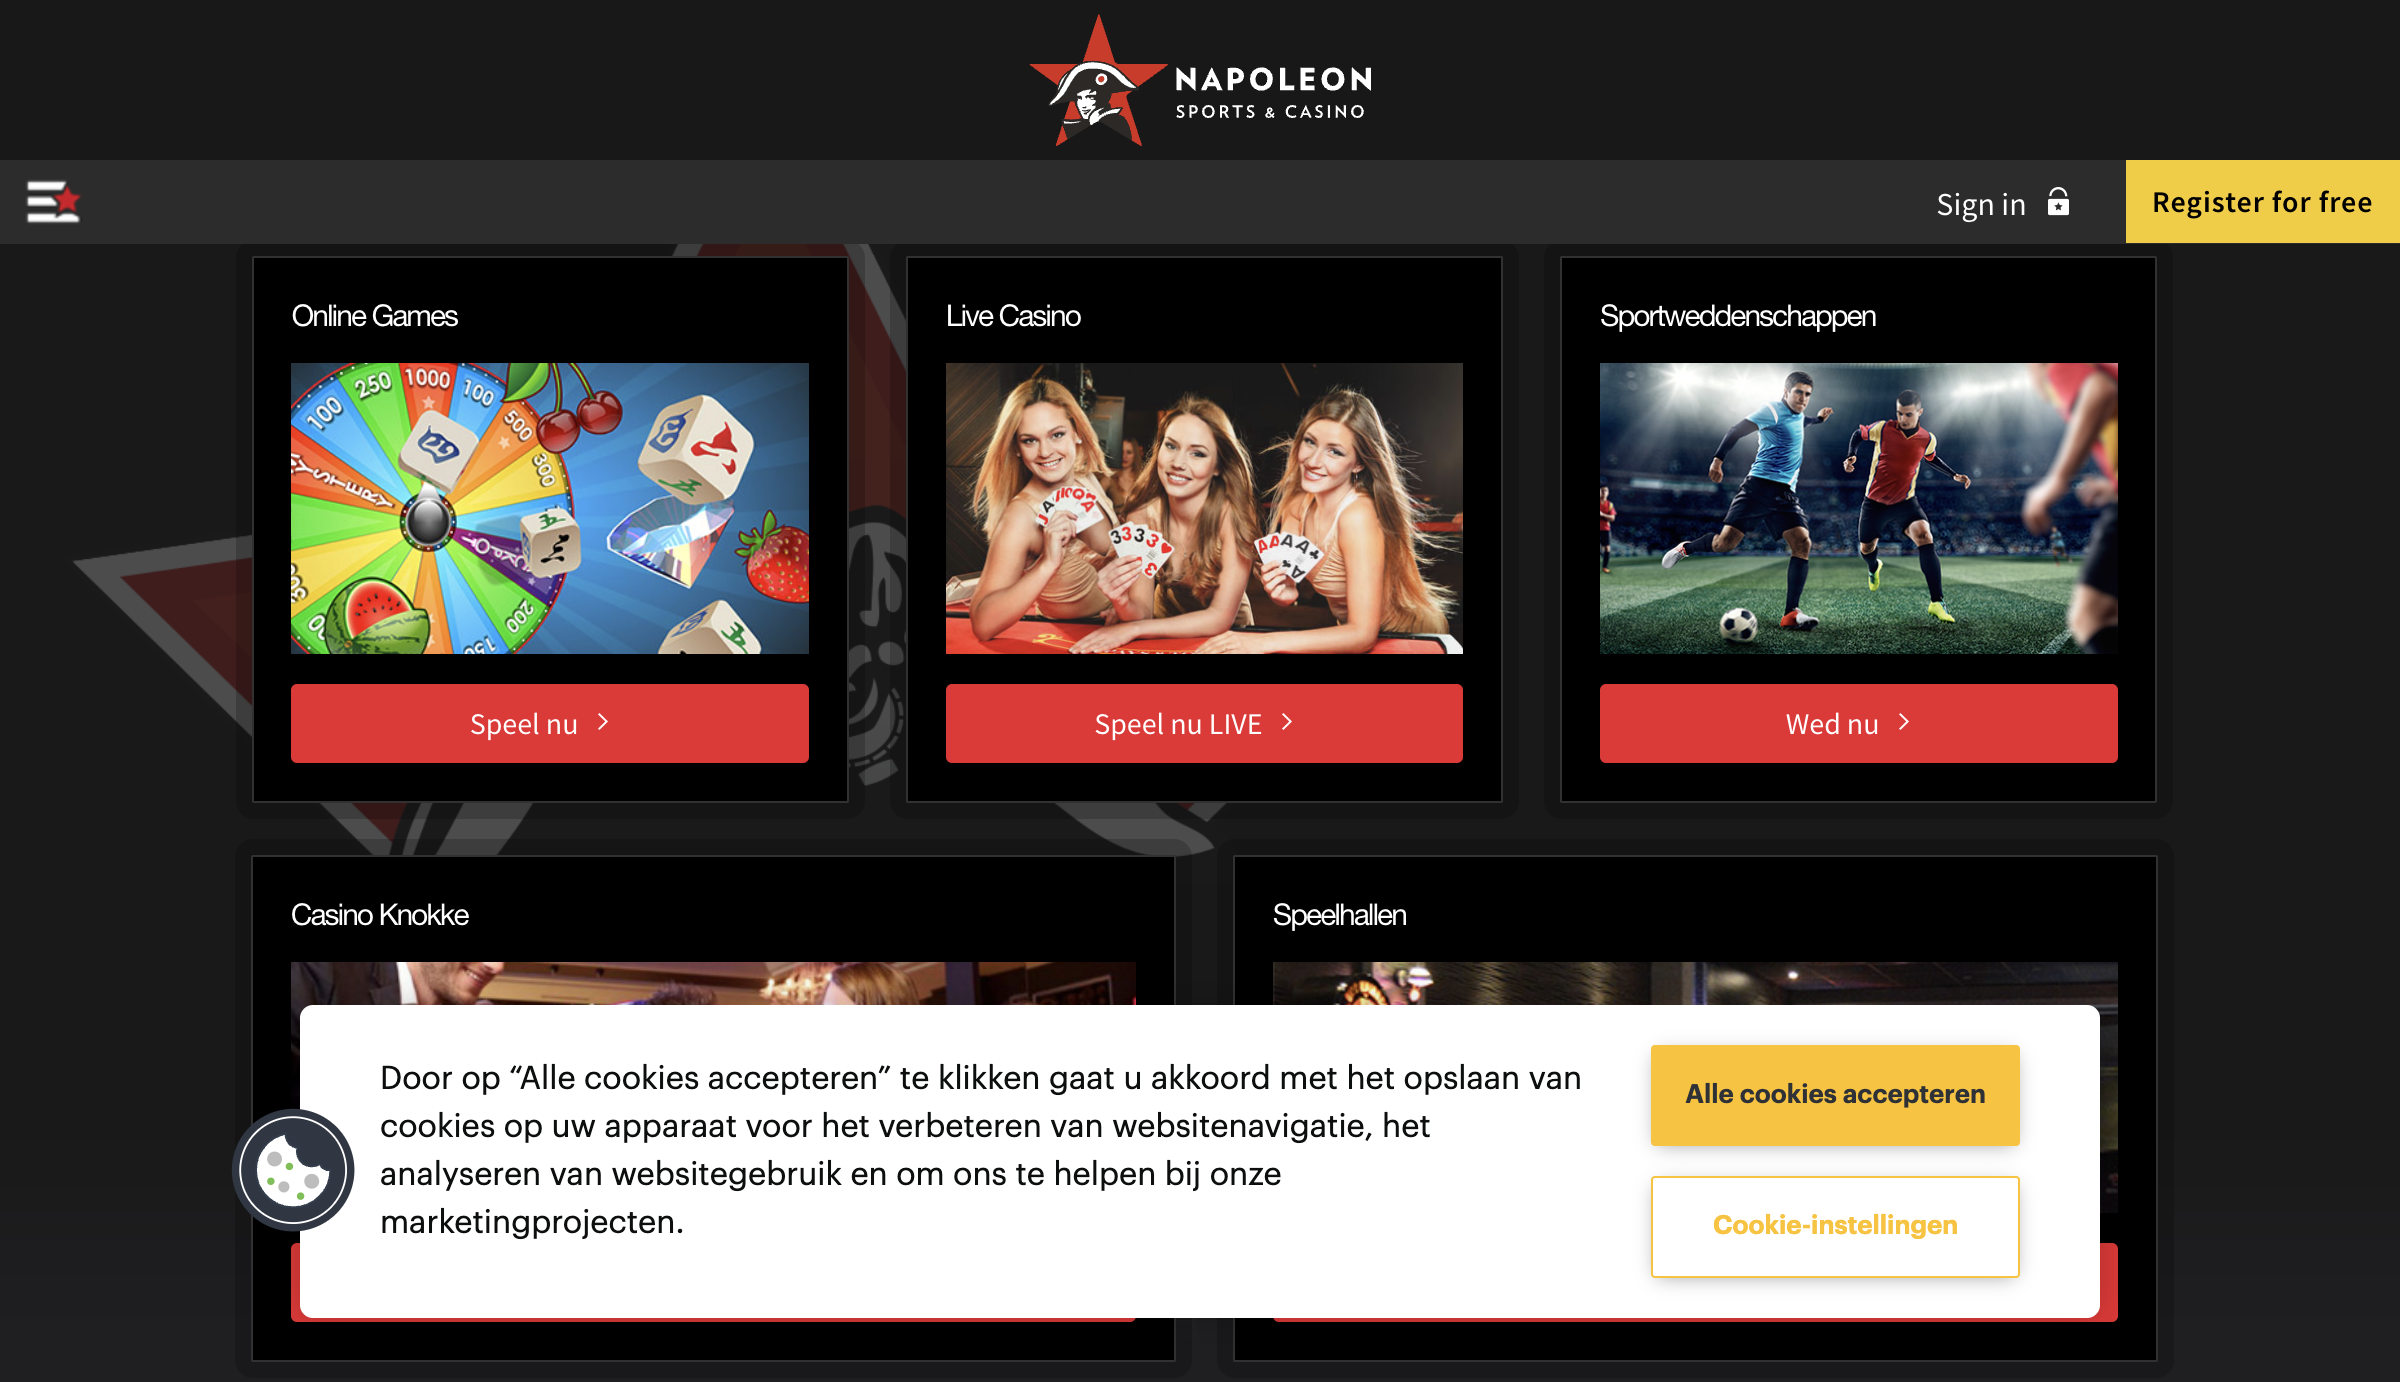 NAPOLEON
SPORTS & CASINO
Sign in
Register for free
Online Games
Live Casino
Sportweddenschappen
100
250
1000
100
500
300
MYSTERY
200
150
Speel nu
Speel nu LIVE
Wed nu
Casino Knokke
Speelhallen
Door op “Alle cookies accepteren” te klikken gaat u akkoord met het opslaan van
cookies op uw apparaat voor het verbeteren van websitenavigatie, het
analyseren van websitegebruik en om ons te helpen bij onze
marketingprojecten.
Alle cookies accepteren
Cookie-instellingen